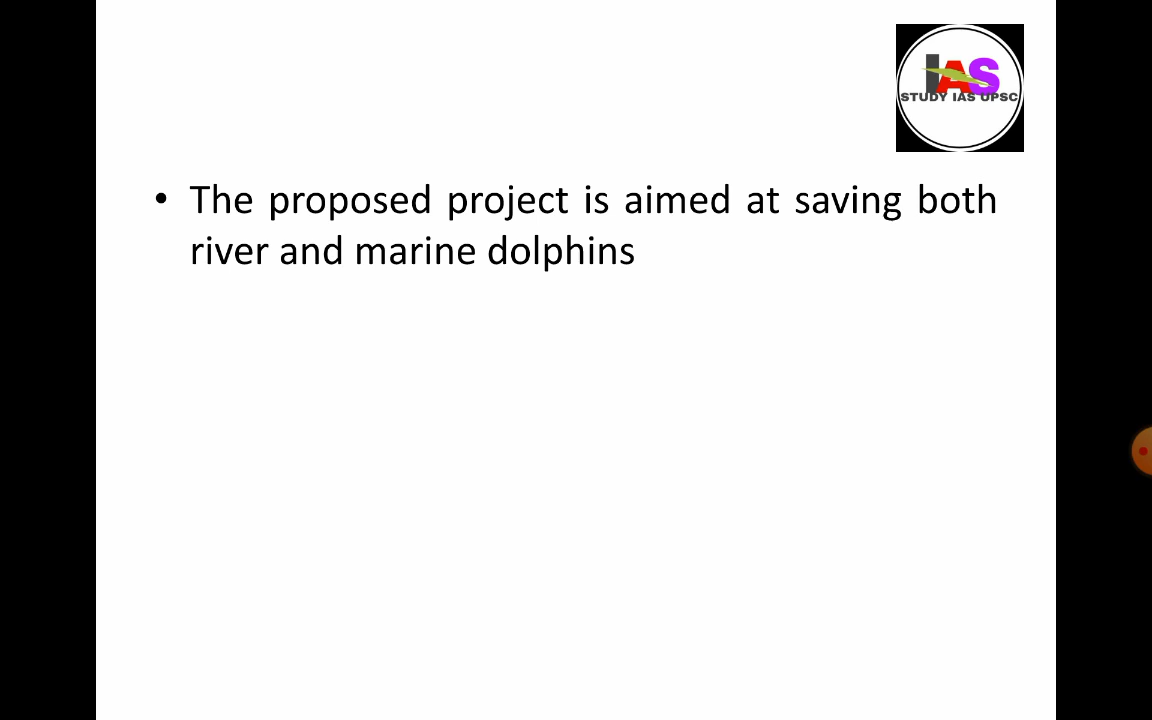 IAS
STUDY IAS UPSC
• The proposed project is aimed at saving both
river and marine dolphins